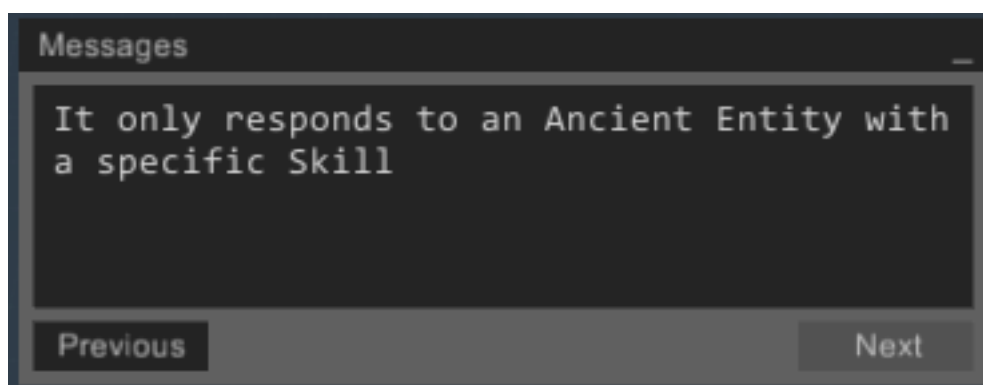 Messages
It only responds to an Ancient Entity with
a specific Skill
Previous
Next